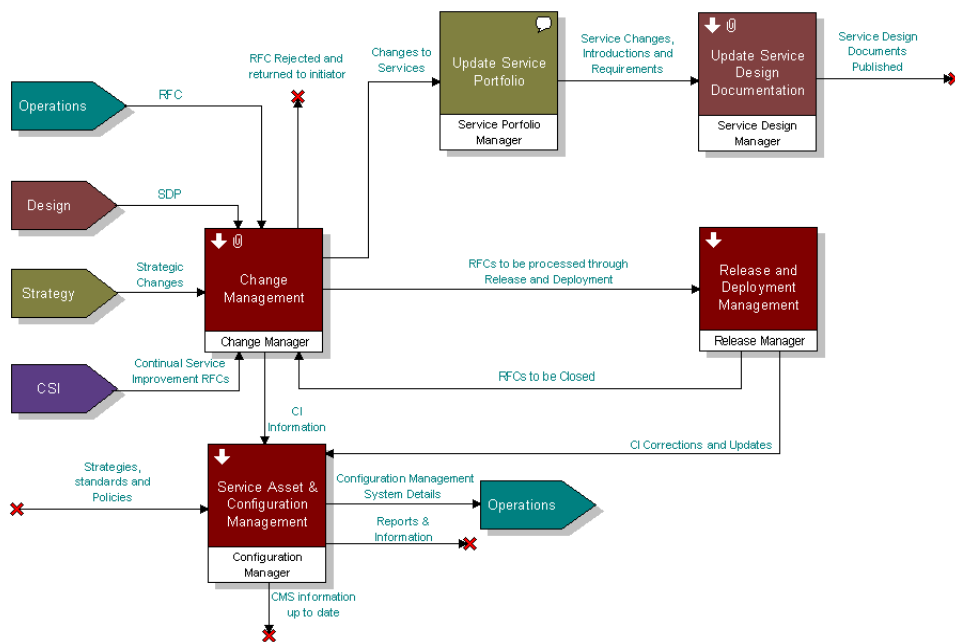 RFC Rejected and
returned to initiator
Changes to
Services
Update Service
Portfolio
Service Porfolio
Manager
Service Changes,
Introductions and
Requirements
Update Service
Design
Documentation
Service Design
Manager
Service Design
Documents
Published
Operations
RFC
Design
SDP
Strategy
Strategic
Changes
CSI
Continual Service
Improvement RFCs
Change
Management
Change Manager
RFCs to be processed through
Release and Deployment
Release and
Deployment
Management
Release Manager
RFCs to be Closed
CI
Information
CI Corrections and Updates
Strategies,
standards and
Policies
Service Asset &
Configuration
Management
Configuration
Manager
Configuration Management
System Details
Operations
Reports &
Information
CMS information
up to date